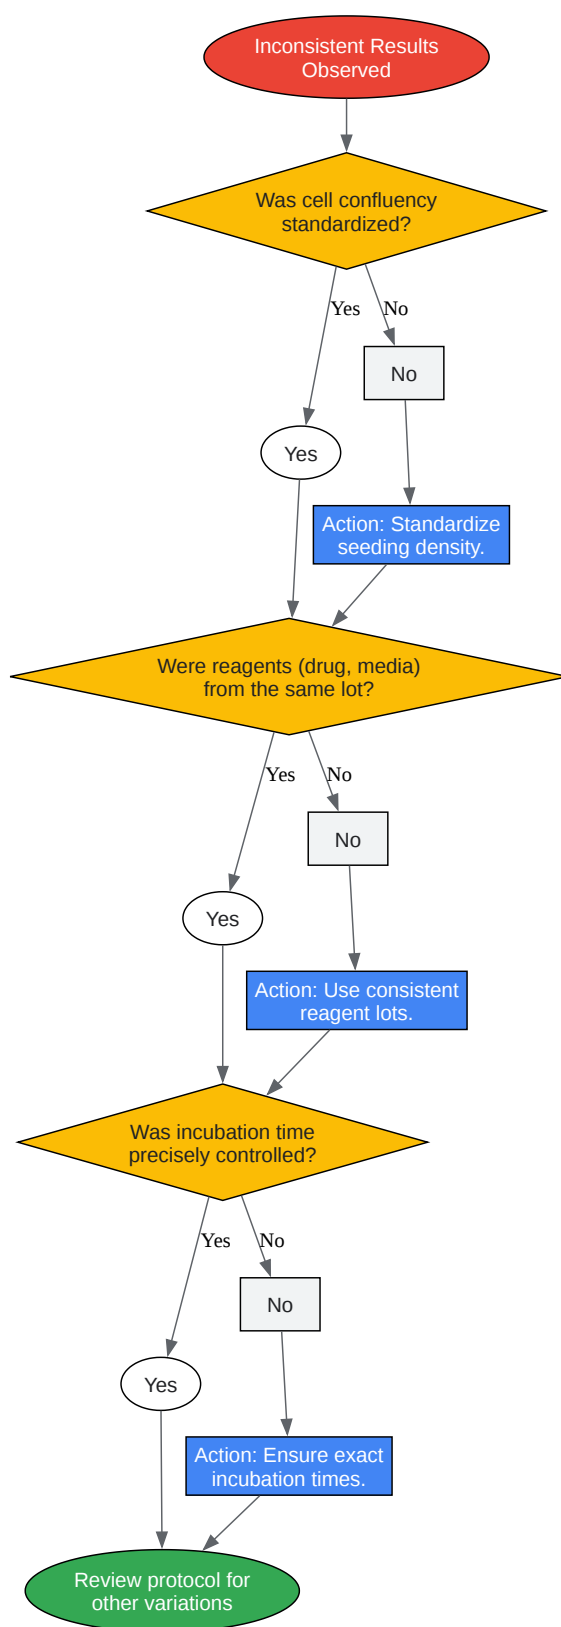 Inconsistent Results
Observed
Was cell confluency
standardized?
Yes
No
No
Yes
Action: Standardize
seeding density.
Were reagents (drug, media)
from the same lot?
Yes
No
No
Yes
Action: Use consistent
reagent lots.
Was incubation time
precisely controlled?
Yes
No
No
Yes
Action: Ensure exact
incubation times.
Review protocol for
other variations